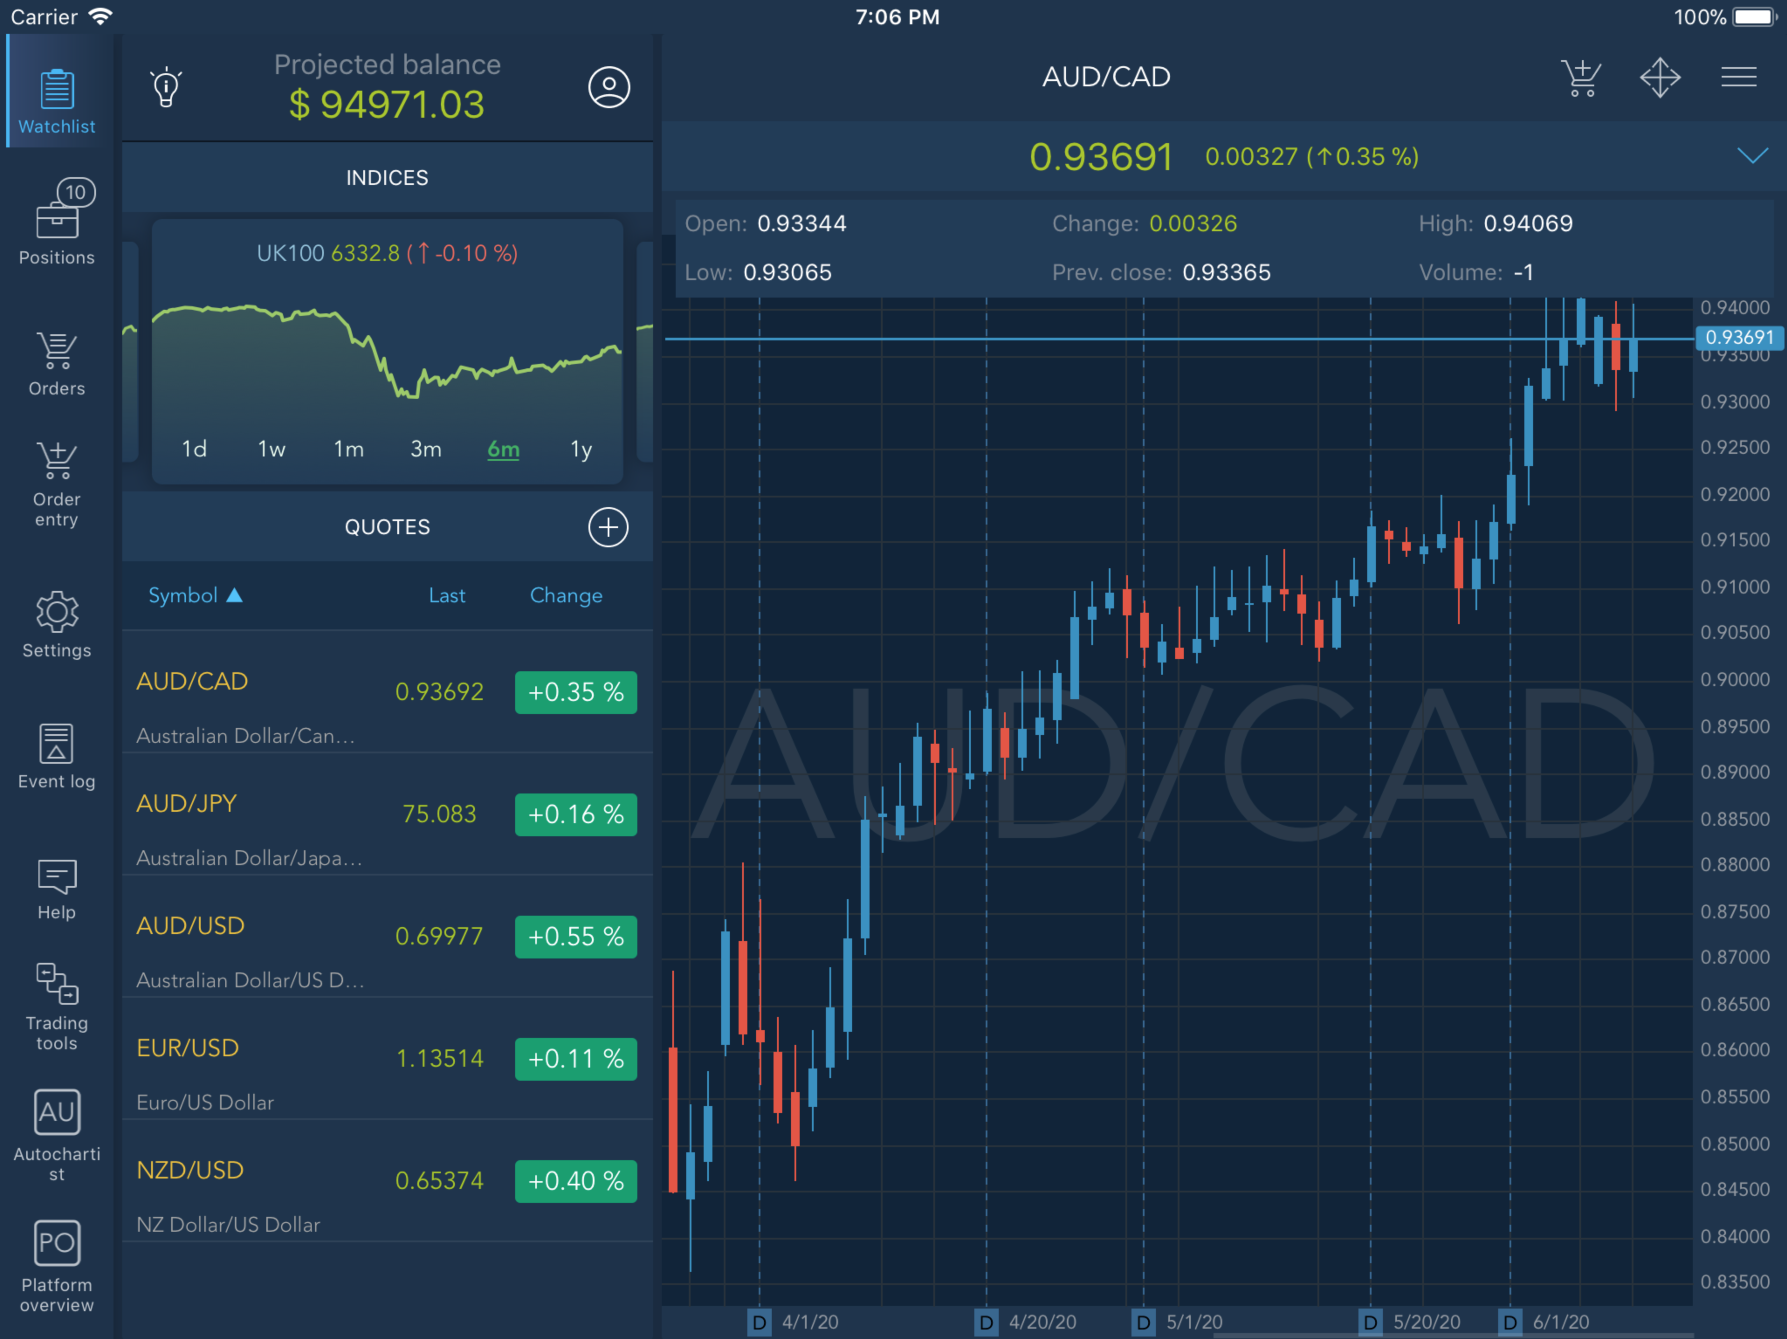 Carrier
7:06 PM
100%
Watchlist
10
Positions
Orders
Order
entry
Settings
Event log
Help
Trading
tools
AU
Autocharti
st
PO
Platform
overview
Projected balance
$ 94971.03
INDICES
UK100 6332.8 (↑ -0.10 %)
1d 1w 1m 3m 6m 1y
QUOTES
Symbol ▲ Last Change
AUD/CAD 0.93692 +0.35 %
Australian Dollar/Can...
AUD/JPY 75.083 +0.16 %
Australian Dollar/Japa...
AUD/USD 0.69977 +0.55 %
Australian Dollar/US D...
EUR/USD 1.13514 +0.11 %
Euro/US Dollar
NZD/USD 0.65374 +0.40 %
NZ Dollar/US Dollar
AUD/CAD
0.93691 0.00327 (↑0.35 %)
Open: 0.93344 Change: 0.00326 High: 0.94069
Low: 0.93065 Prev. close: 0.93365 Volume: -1
AUD/CAD
0.94000
0.93691
0.93500
0.93000
0.92500
0.92000
0.91500
0.91000
0.90500
0.90000
0.89500
0.89000
0.88500
0.88000
0.87500
0.87000
0.86500
0.86000
0.85500
0.85000
0.84500
0.84000
0.83500
D 4/1/20 D 4/20/20 D 5/1/20 D 5/20/20 D 6/1/20